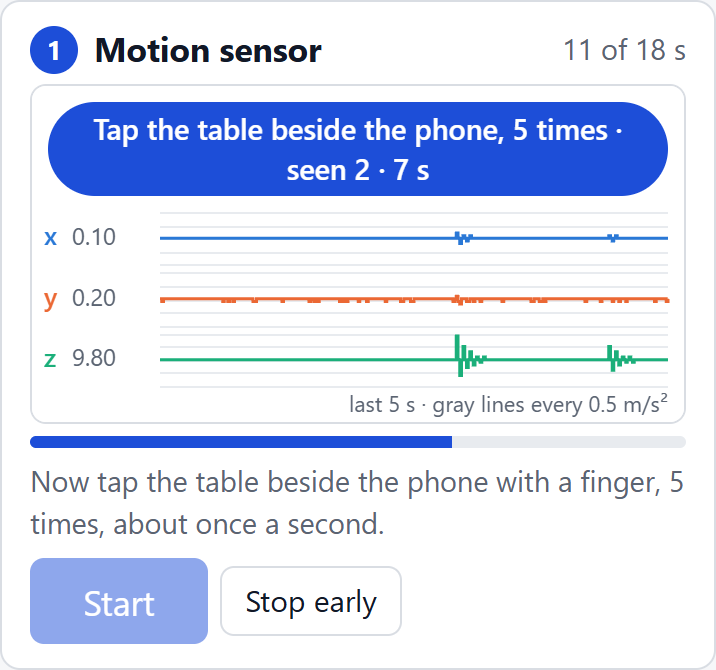 1 Motion sensor 11 of 18 s
Tap the table beside the phone, 5 times ·
seen 2 · 7 s
x 0.10
y 0.20
z 9.80
last 5 s · gray lines every 0.5 m/s²
Now tap the table beside the phone with a finger, 5
times, about once a second.
Start Stop early